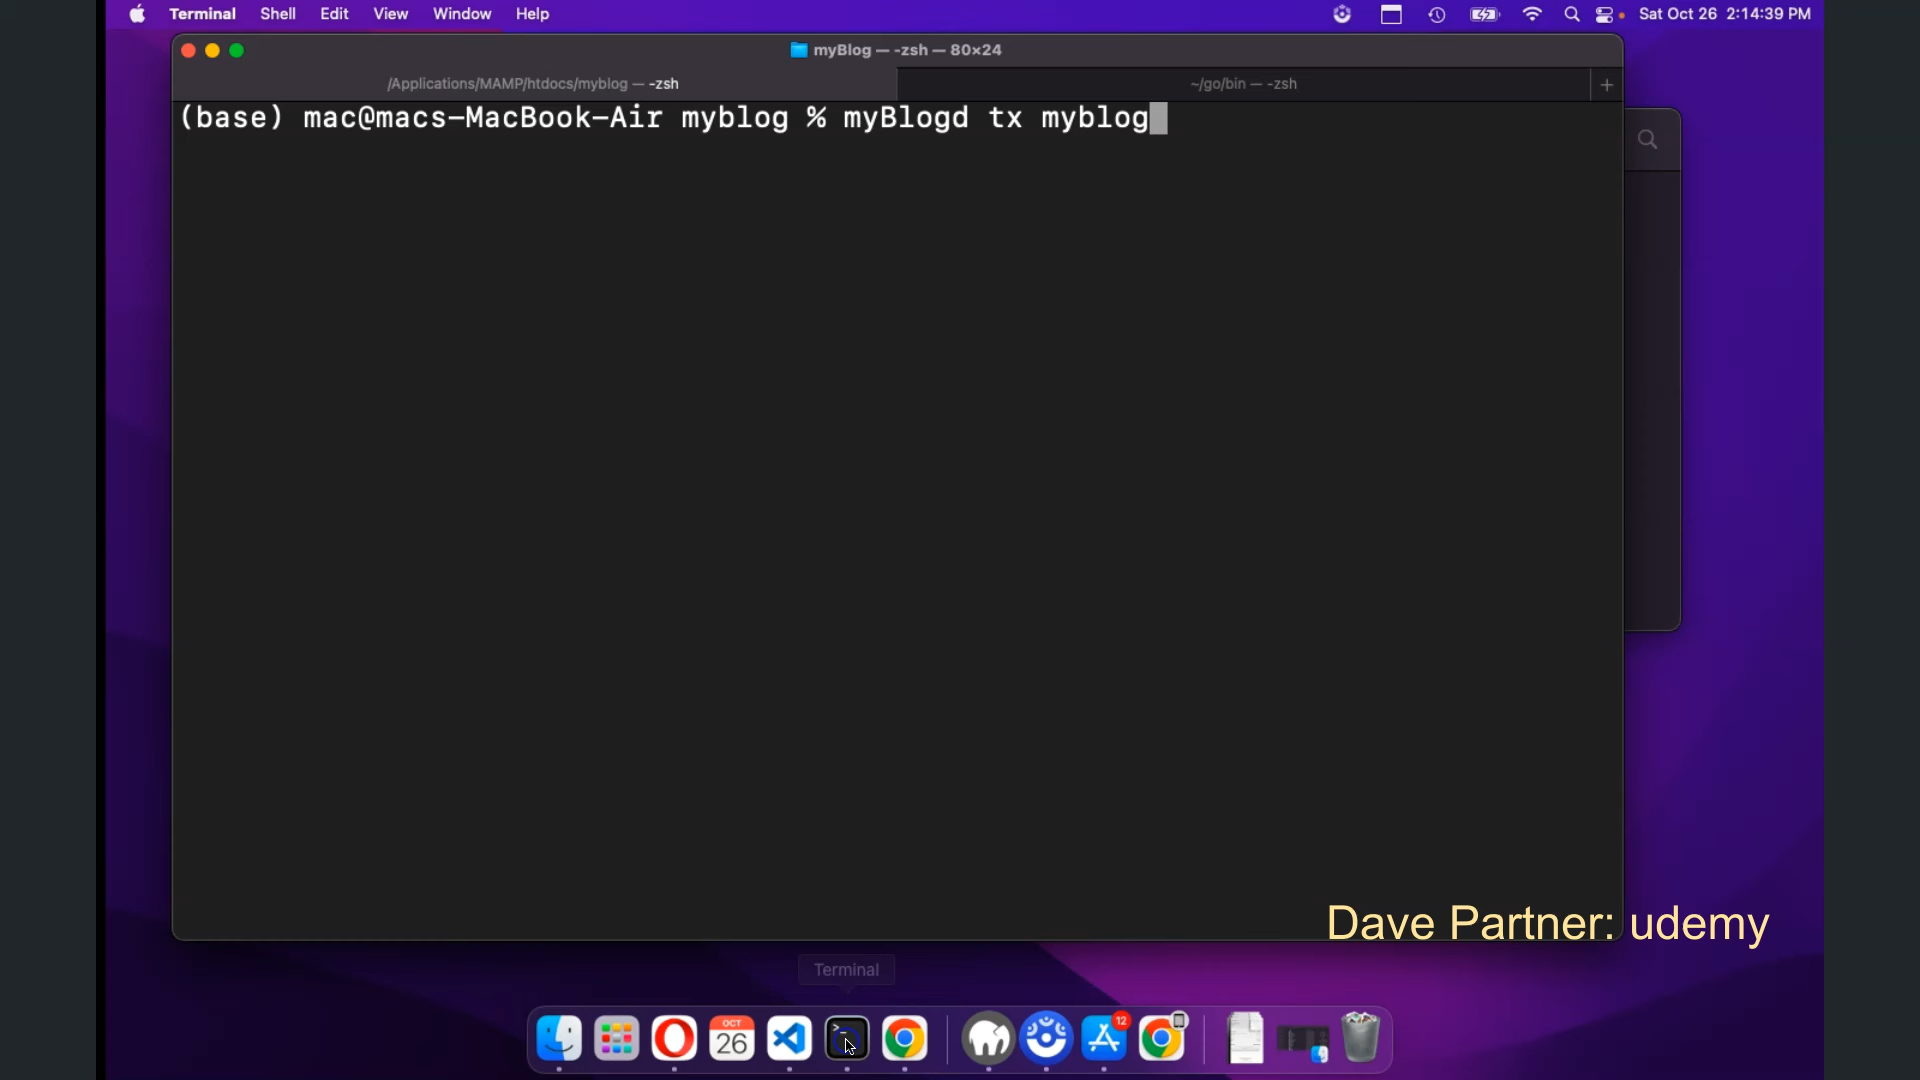 Terminal Shell Edit View Window Help Sat Oct 26 2:14:39 PM
myBlog — -zsh — 80×24
/Applications/MAMP/htdocs/myblog — -zsh ~/go/bin — -zsh +
(base) mac@macs-MacBook-Air myblog % myBlogd tx myblog
Dave Partner: udemy
Terminal
OCT
26
12